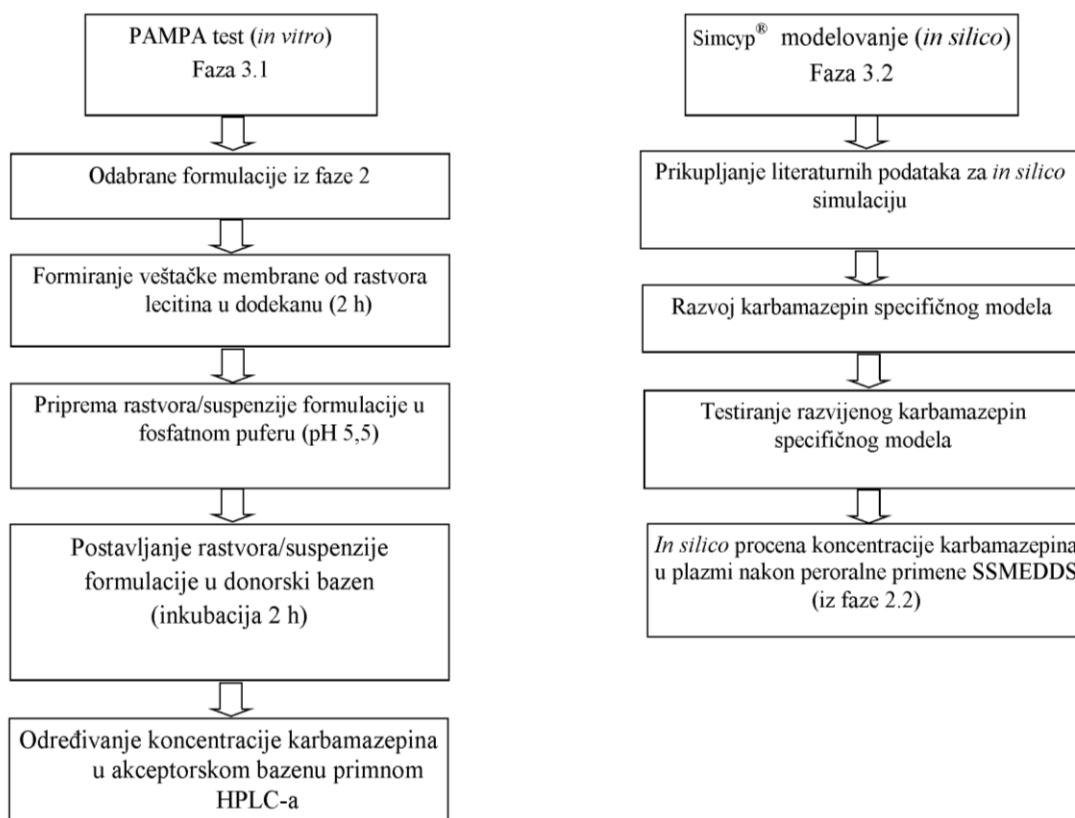 PAMPA test (in vitro)
Faza 3.1
Odabrane formulacije iz faze 2
Formiranje veštačke membrane od rastvora
lecitina u dodekanu (2 h)
Priprema rastvora/suspenzije formulacije u
fosfatnom puferu (pH 5,5)
Postavljanje rastvora/suspenzije
formulacije u donorski bazen
(inkubacija 2 h)
Određivanje koncentracije karbamazepina
u akceptorskom bazenu primnom
HPLC-a
Simcyp® modelovanje (in silico)
Faza 3.2
Prikupljanje literaturnih podataka za in silico
simulaciju
Razvoj karbamazepin specifičnog modela
Testiranje razvijenog karbamazepin
specifičnog modela
In silico procena koncentracije karbamazepina
u plazmi nakon peroralne primene SSMEDDS
(iz faze 2.2)